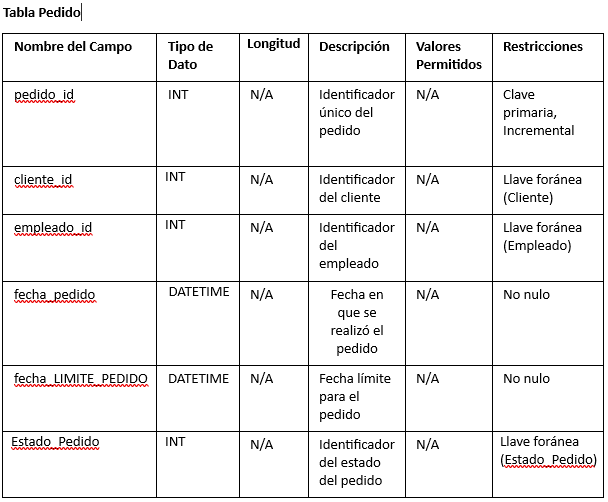 Tabla Pedido
Nombre del Campo Tipo de Dato Longitud Descripción Valores Permitidos Restricciones
pedido_id INT N/A Identificador único del pedido N/A Clave primaria, Incremental
cliente_id INT N/A Identificador del cliente N/A Llave foránea (Cliente)
empleado_id INT N/A Identificador del empleado N/A Llave foránea (Empleado)
fecha_pedido DATETIME N/A Fecha en que se realizó el pedido N/A No nulo
fecha_LIMITE_PEDIDO DATETIME N/A Fecha límite para el pedido N/A No nulo
Estado_Pedido INT N/A Identificador del estado del pedido N/A Llave foránea (Estado_Pedido)